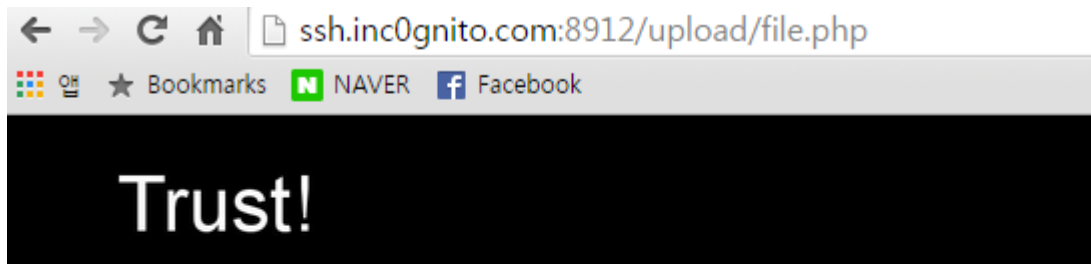 ssh.inc0gnito.com:8912/upload/file.php
앱 Bookmarks N NAVER f Facebook
Trust!